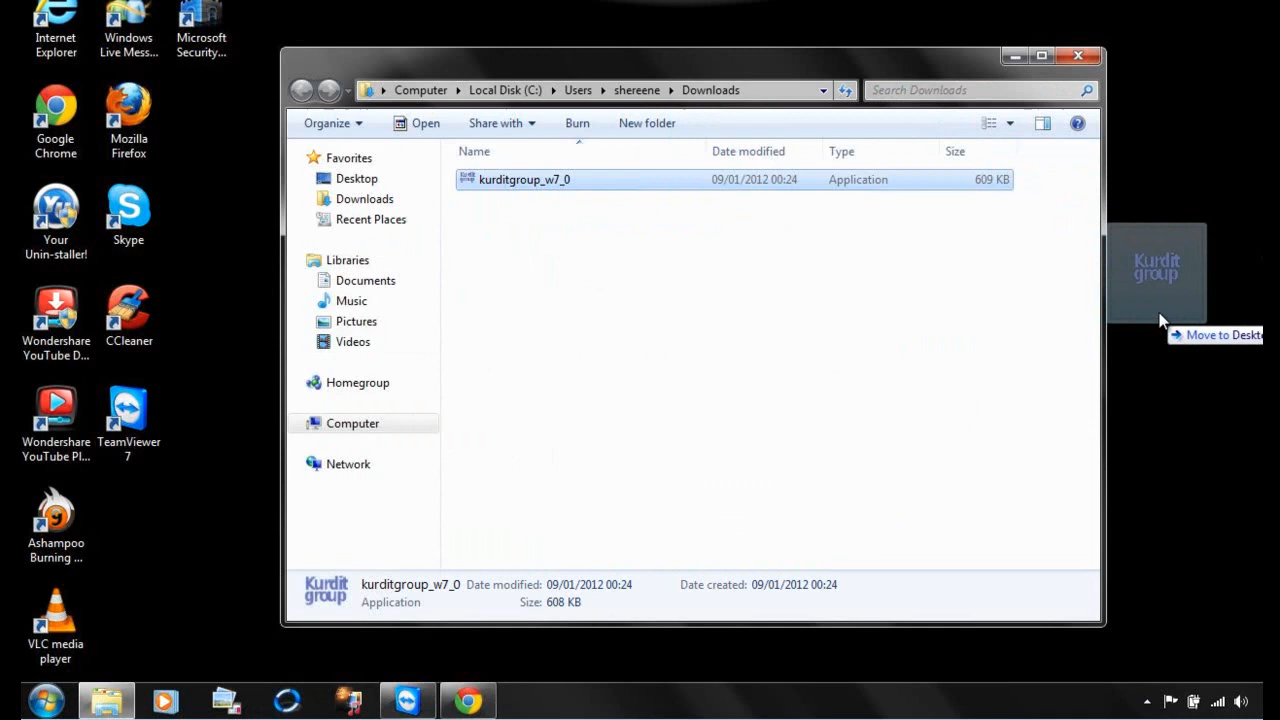 Internet
Explorer
Windows
Live Mess...
Microsoft
Security...
Google
Chrome
Mozilla
Firefox
Your
Unin-staller!
Skype
Wondershare
YouTube D...
CCleaner
Wondershare
YouTube Pl...
TeamViewer
7
Ashampoo
Burning ...
VLC media
player
Computer
Local Disk (C:)
Users
shereene
Downloads
Search Downloads
Organize
Open
Share with
Burn
New folder
Name
Date modified
Type
Size
kurditgroup_w7_0
09/01/2012 00:24
Application
609 KB
Favorites
Desktop
Downloads
Recent Places
Libraries
Documents
Music
Pictures
Videos
Homegroup
Computer
Network
Kurdit
group
Move to Deskt
Kurdit
group
kurditgroup_w7_0 Date modified: 09/01/2012 00:24 Date created: 09/01/2012 00:24
Application Size: 608 KB